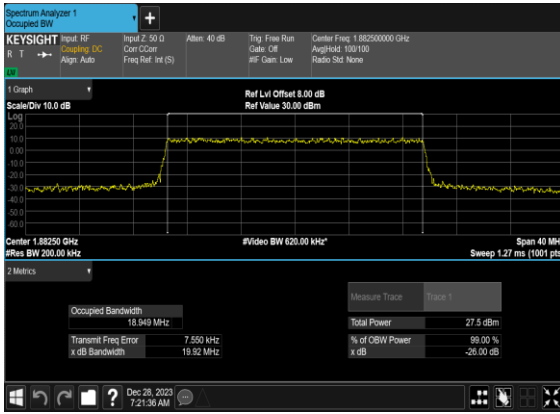 Spectrum Analyzer 1
Occupied BW
+
KEYSIGHT Input: RF Input Z: 50 Ω Atten: 40 dB Trig: Free Run Center Freq: 1.882500000 GHz
R T Coupling: DC Corr CCorr Gate: Off Avg|Hold: 100/100
Align: Auto Freq Ref: Int (S) #IF Gain: Low Radio Std: None
1 Graph
Ref Lvl Offset 8.00 dB
Scale/Div 10.0 dB Ref Value 30.00 dBm
Log
20.0
10.0
0.00
-10.0
-20.0
-30.0
-40.0
-50.0
-60.0
Center 1.88250 GHz #Video BW 620.00 kHz* Span 40 MH
#Res BW 200.00 kHz Sweep 1.27 ms (1001 pts
2 Metrics
Measure Trace Trace 1
Occupied Bandwidth
18.949 MHz Total Power 27.5 dBm
Transmit Freq Error 7.550 kHz % of OBW Power 99.00 %
x dB Bandwidth 19.92 MHz x dB -26.00 dB
? Dec 28, 2023
7:21:36 AM